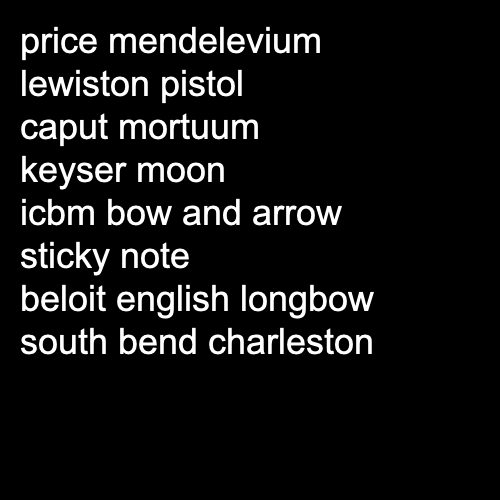 price mendelevium
lewiston pistol
caput mortuum
keyser moon
icbm bow and arrow
sticky note
beloit english longbow
south bend charleston